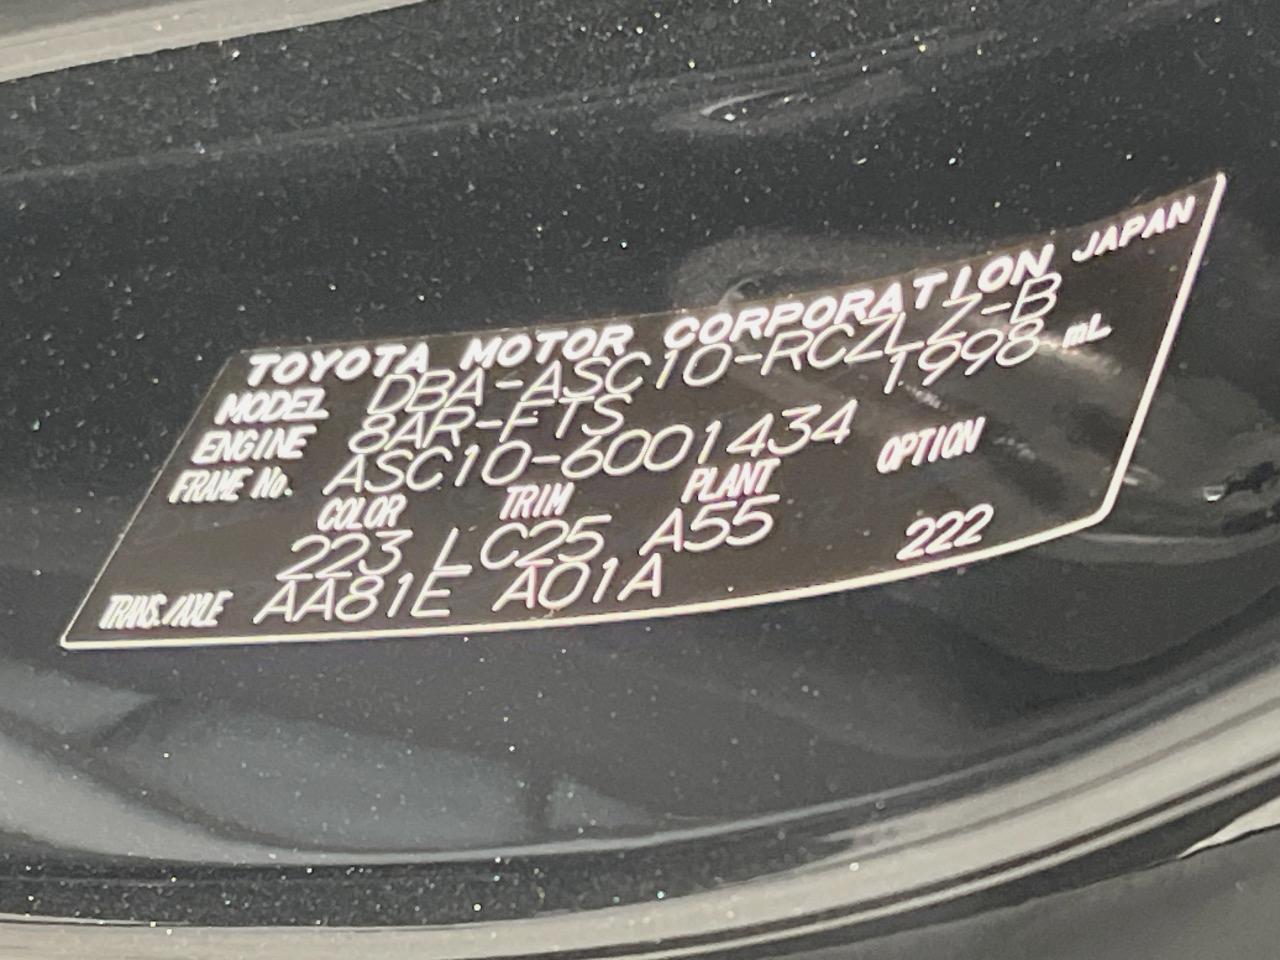 TOYOTA MOTOR CORPORATION JAPAN
MODEL DBA-ASC10-RCZLZ-B
ENGINE 8AR-FTS 1998 mL
FRAME No. ASC10-6001434
COLOR TRIM PLANT OPTION
223 LC25 A55
TRANS./AXLE AA81E A01A 222